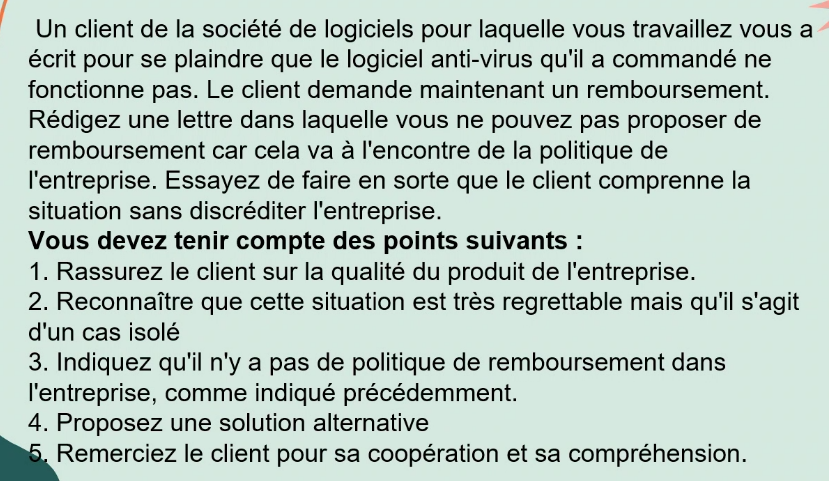 Un client de la société de logiciels pour laquelle vous travaillez vous a
écrit pour se plaindre que le logiciel anti-virus qu'il a commandé ne
fonctionne pas. Le client demande maintenant un remboursement.
Rédigez une lettre dans laquelle vous ne pouvez pas proposer de
remboursement car cela va à l'encontre de la politique de
l'entreprise. Essayez de faire en sorte que le client comprenne la
situation sans discréditer l'entreprise.
Vous devez tenir compte des points suivants :
1. Rassurez le client sur la qualité du produit de l'entreprise.
2. Reconnaître que cette situation est très regrettable mais qu'il s'agit
d'un cas isolé
3. Indiquez qu'il n'y a pas de politique de remboursement dans
l'entreprise, comme indiqué précédemment.
4. Proposez une solution alternative
5. Remerciez le client pour sa coopération et sa compréhension.